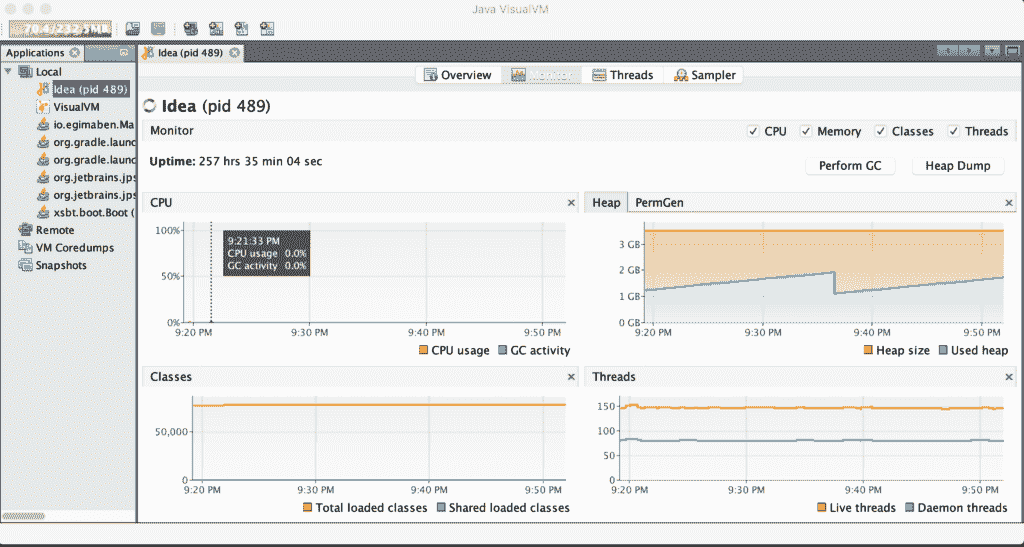 Java VisualVM
Applications
Idea (pid 489)
Local
Idea (pid 489)
VisualVM
io.egimaben.Ma
org.gradle.launc
org.gradle.launc
org.jetbrains.jps
org.jetbrains.jps
xsbt.boot.Boot (
Remote
VM Coredumps
Snapshots
Overview
Monitor
Threads
Sampler
Idea (pid 489)
Monitor
CPU
Memory
Classes
Threads
Uptime: 257 hrs 35 min 04 sec
Perform GC
Heap Dump
CPU
100%
50%
0%
9:21:33 PM
CPU usage 0.0%
GC activity 0.0%
9:20 PM 9:30 PM 9:40 PM 9:50 PM
CPU usage GC activity
Heap PermGen
3 GB
2 GB
1 GB
0 GB
9:20 PM 9:30 PM 9:40 PM 9:50 PM
Heap size Used heap
Classes
50,000
0
9:20 PM 9:30 PM 9:40 PM 9:50 PM
Total loaded classes Shared loaded classes
Threads
150
100
50
0
9:20 PM 9:30 PM 9:40 PM 9:50 PM
Live threads Daemon threads